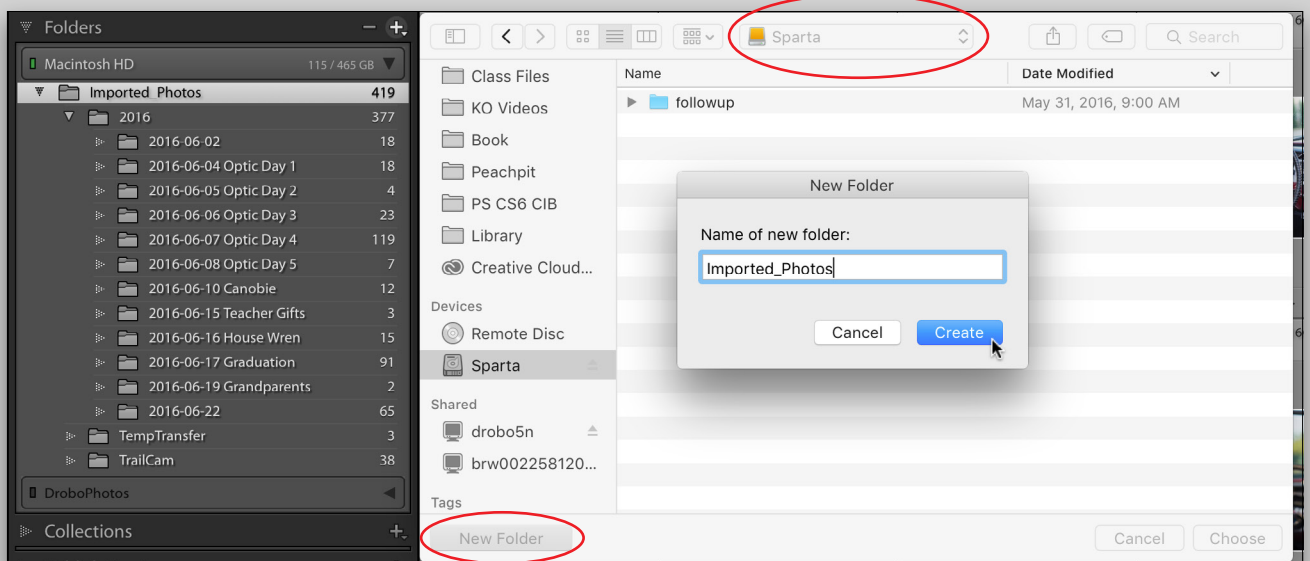 Folders
Macintosh HD 115 / 465 GB
Imported_Photos 419
2016 377
2016-06-02 18
2016-06-04 Optic Day 1 18
2016-06-05 Optic Day 2 4
2016-06-06 Optic Day 3 23
2016-06-07 Optic Day 4 119
2016-06-08 Optic Day 5 7
2016-06-10 Canobie 12
2016-06-15 Teacher Gifts 3
2016-06-16 House Wren 15
2016-06-17 Graduation 91
2016-06-19 Grandparents 2
2016-06-22 65
TempTransfer 3
TrailCam 38
DroboPhotos
Collections
Sparta
Search
Class Files
KO Videos
Book
Peachpit
PS CS6 CIB
Library
Creative Cloud...
Devices
Remote Disc
Sparta
Shared
drobo5n
brw002258120...
Tags
Name Date Modified
followup May 31, 2016, 9:00 AM
New Folder
Name of new folder:
Imported_Photos
Cancel Create
New Folder Cancel Choose